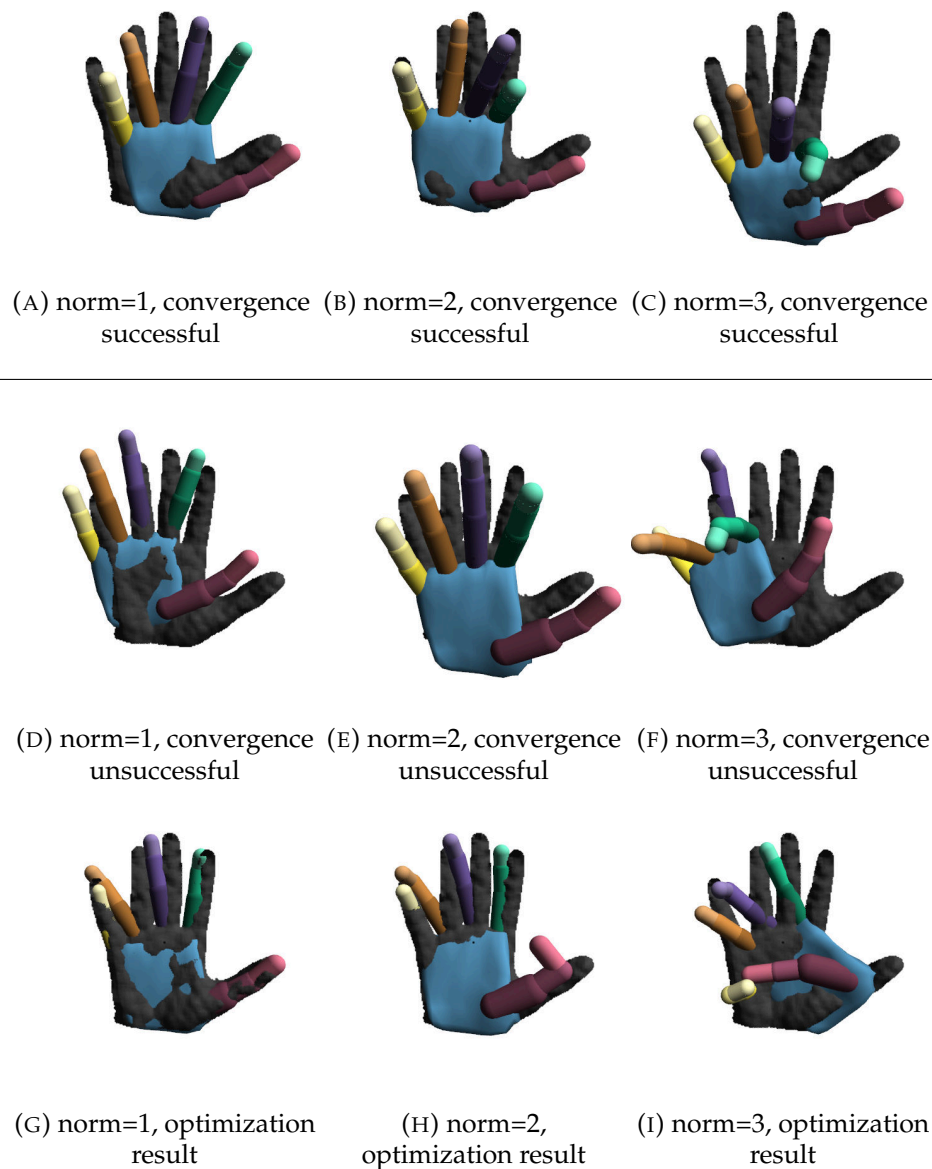 (A) norm=1, convergence successful
(B) norm=2, convergence successful
(C) norm=3, convergence successful
(D) norm=1, convergence unsuccessful
(E) norm=2, convergence unsuccessful
(F) norm=3, convergence unsuccessful
(G) norm=1, optimization result
(H) norm=2, optimization result
(I) norm=3, optimization result